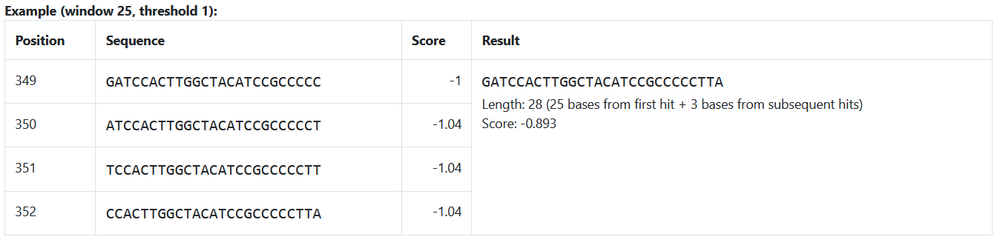 Example (window 25, threshold 1):
Position Sequence Score Result
349 GATCCACTTGGCTACATCCGCCCCC -1 GATCCACTTGGCTACATCCGCCCCCTTA
Length: 28 (25 bases from first hit + 3 bases from subsequent hits)
350 ATCCACTTGGCTACATCCGCCCCCT -1.04 Score: -0.893
351 TCCACTTGGCTACATCCGCCCCCTT -1.04
352 CCACTTGGCTACATCCGCCCCCTTA -1.04